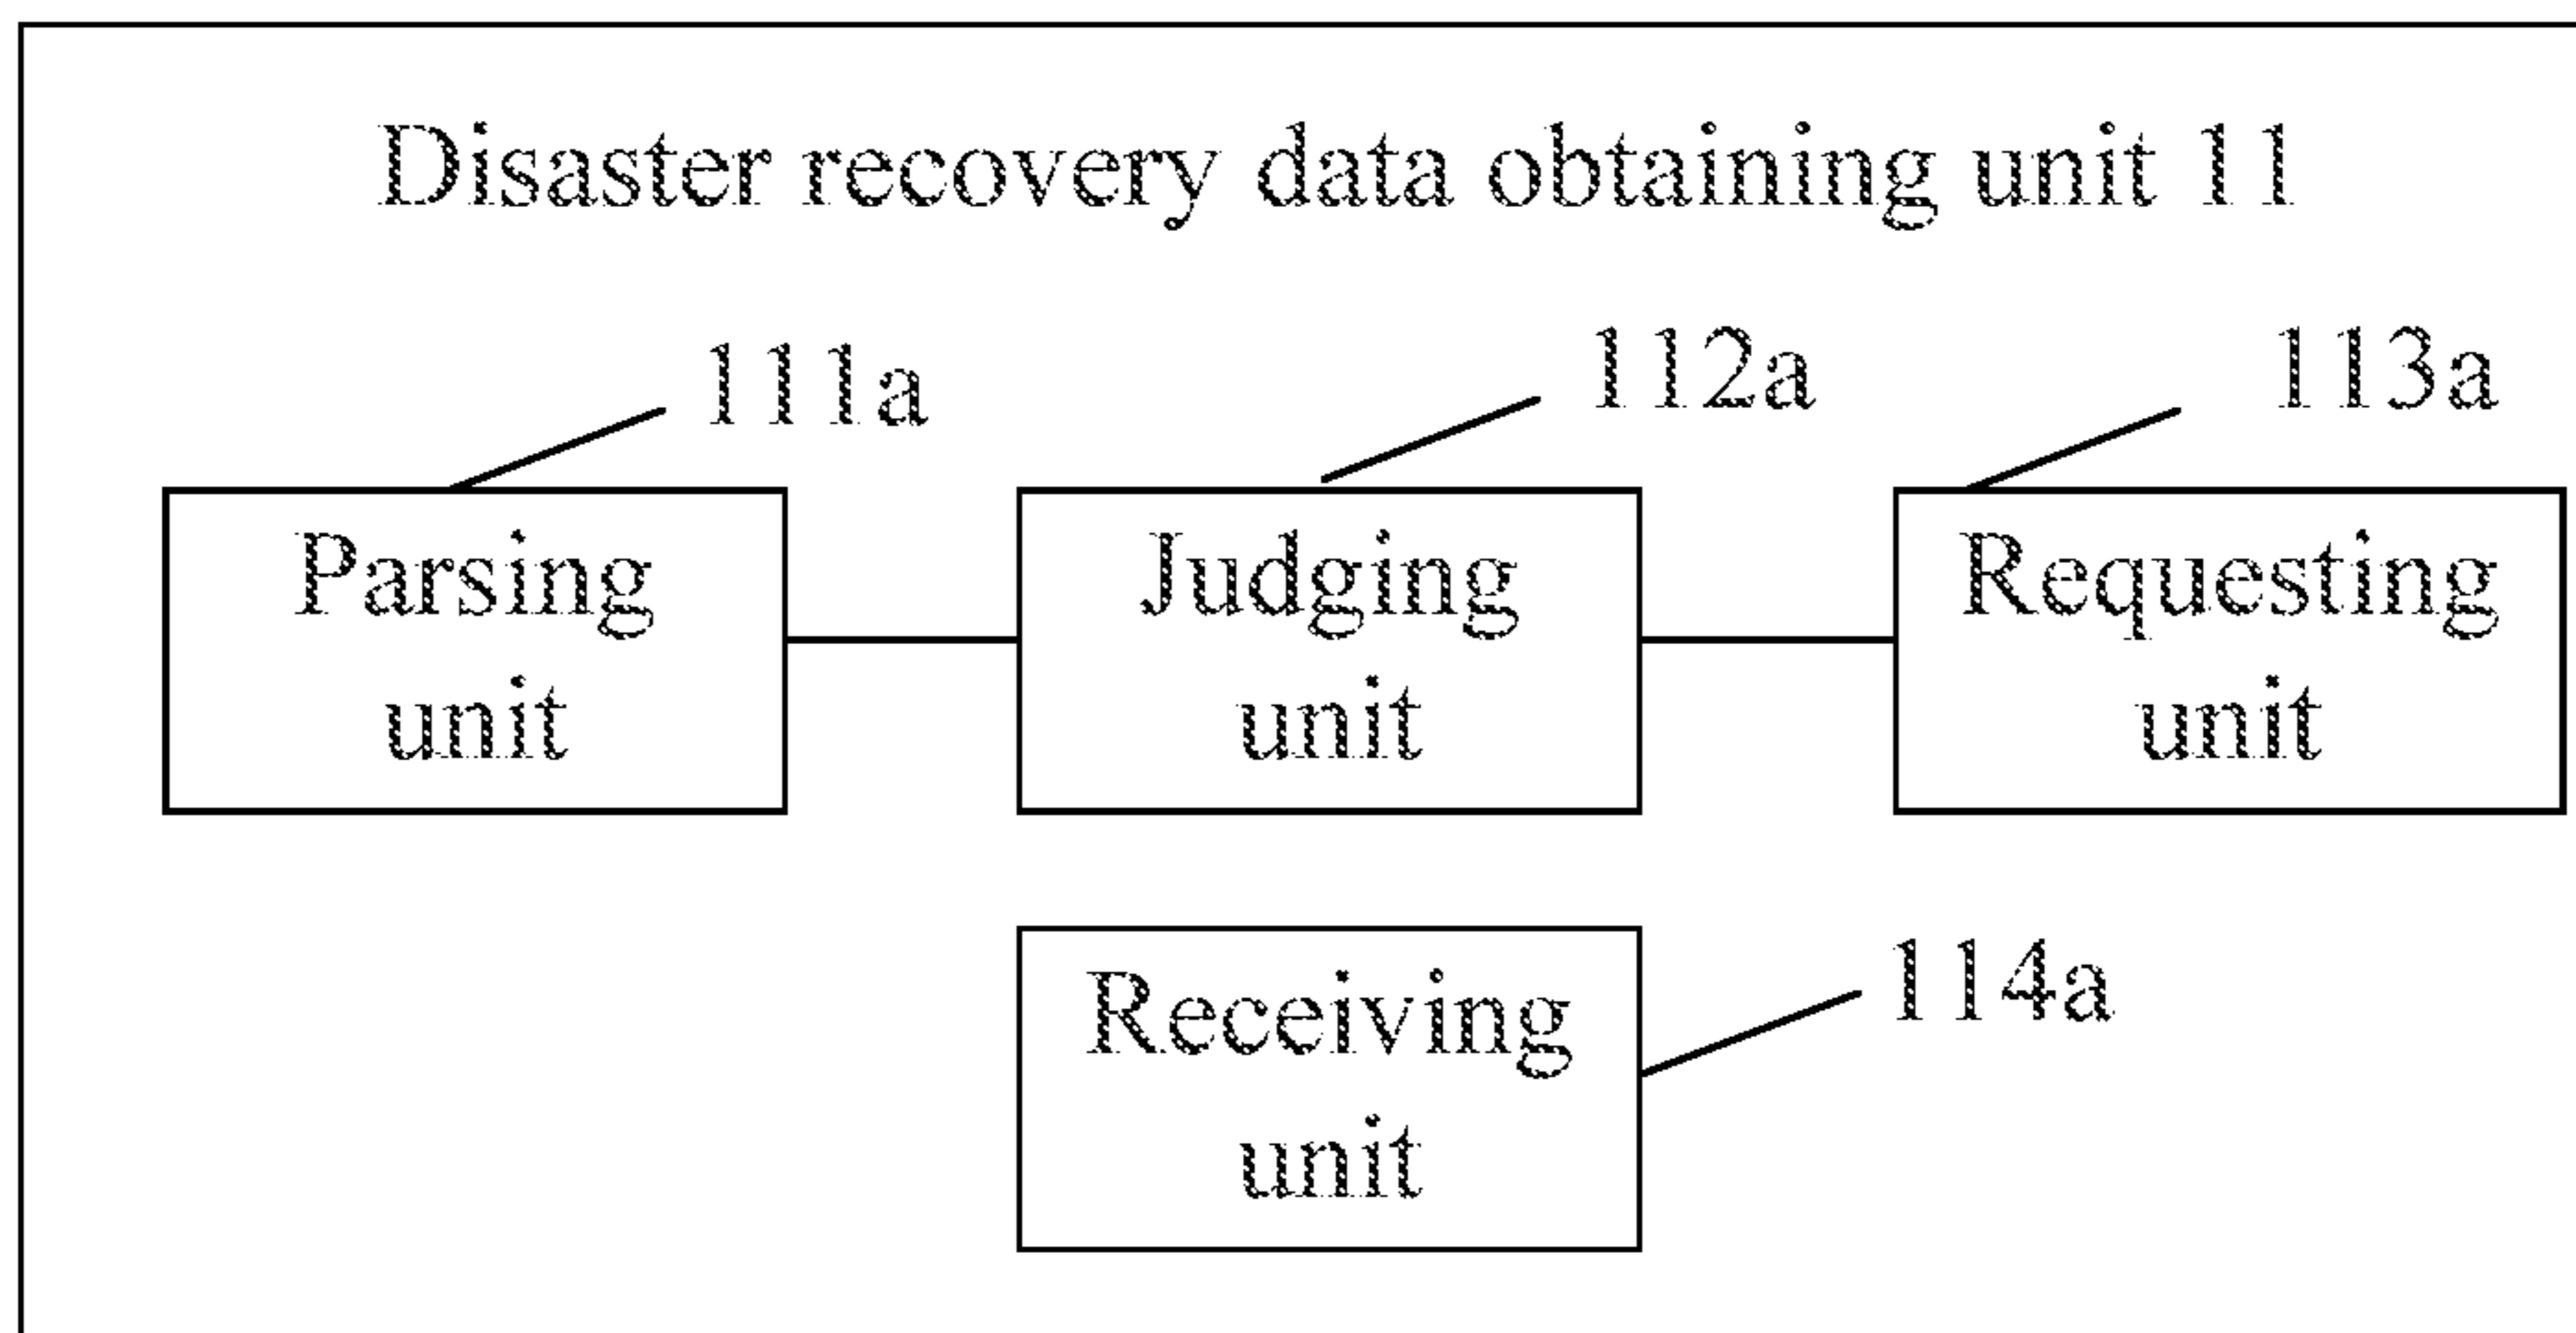 Disaster recovery data obtaining unit 11
111a
112a
113a
Parsing
unit
Judging
unit
Requesting
unit
Receiving
unit
114a